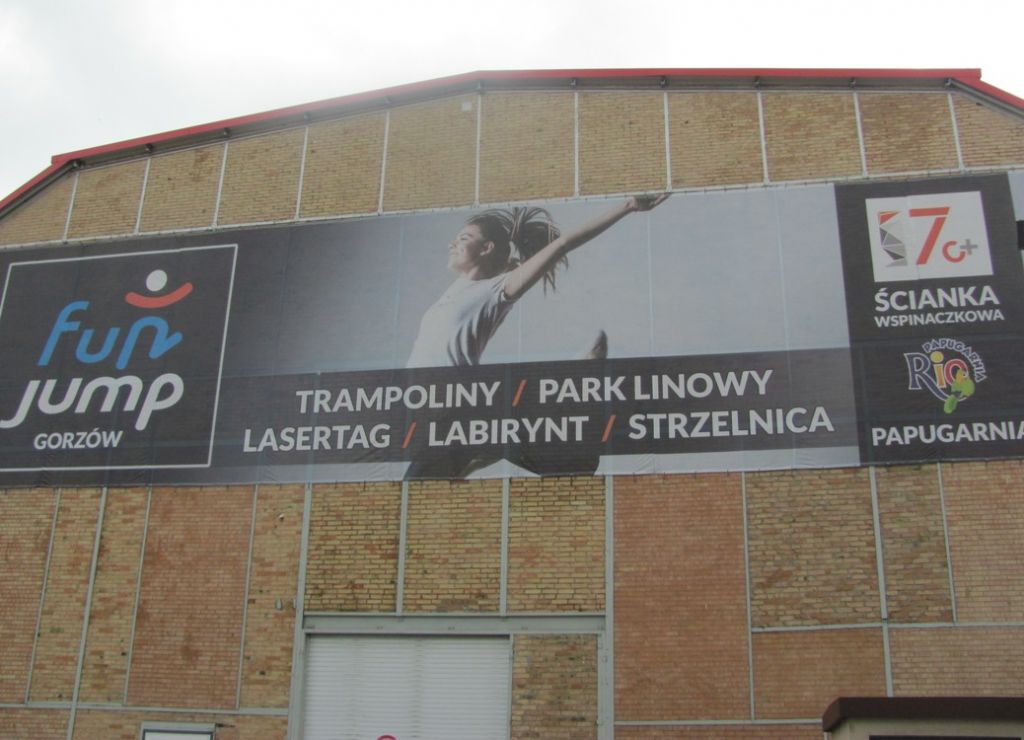 fun
jump
GORZÓW
TRAMPOLINY / PARK LINOWY
LASERTAG / LABIRYNT / STRZELNICA
7c+
ŚCIANKA
WSPINACZKOWA
PAPUGARNIA
Rio
PAPUGARNIA